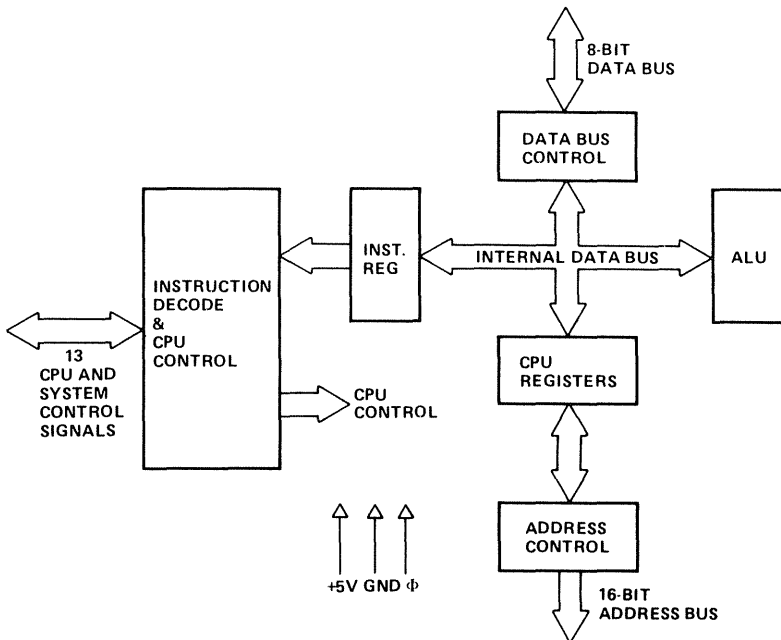 8-BIT
DATA BUS
DATA BUS
CONTROL
INST.
REG
INTERNAL DATA BUS
ALU
INSTRUCTION
DECODE
&
CPU
CONTROL
13
CPU AND
SYSTEM
CONTROL
SIGNALS
CPU
CONTROL
CPU
REGISTERS
ADDRESS
CONTROL
+5V GND Φ
16-BIT
ADDRESS BUS